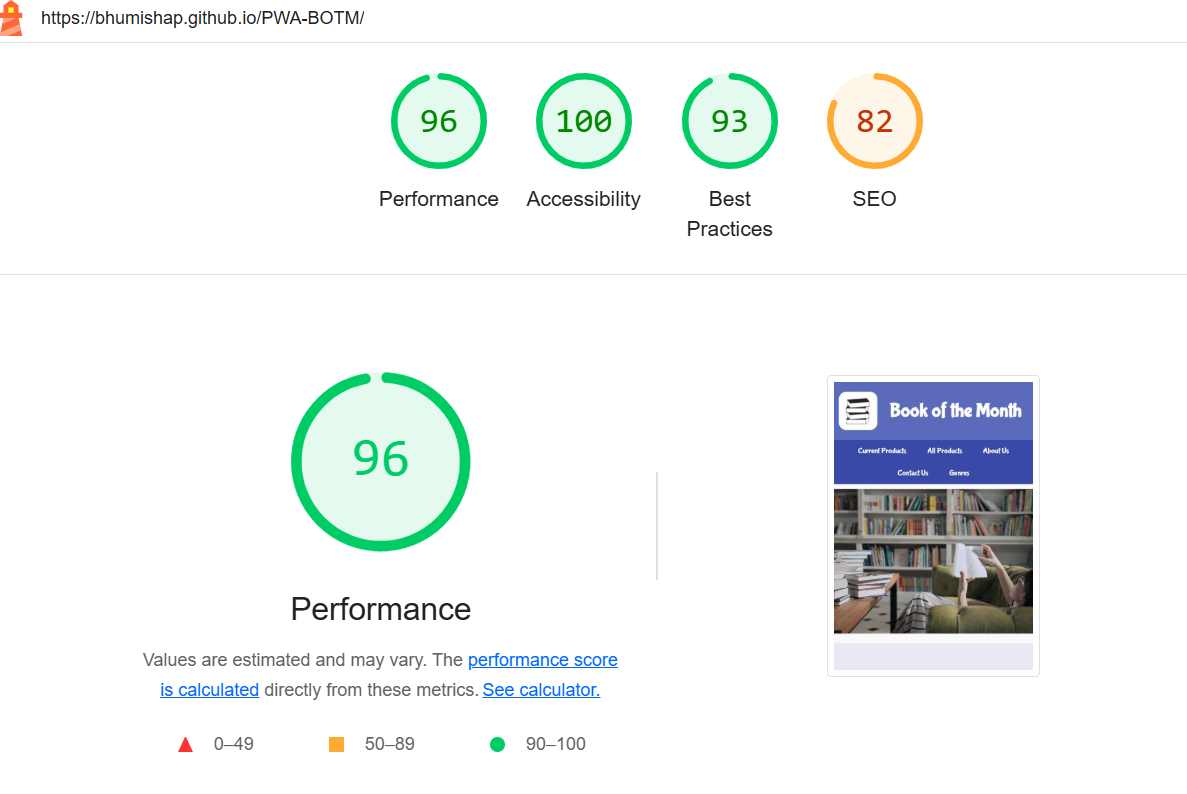 https://bhumishap.github.io/PWA-BOTM/
96
100
93
82
Performance
Accessibility
Best
Practices
SEO
96
Performance
Values are estimated and may vary. The performance score
is calculated directly from these metrics. See calculator.
0–49
50–89
90–100
Book of the Month
Current Products
All Products
About Us
Contact Us
Genres